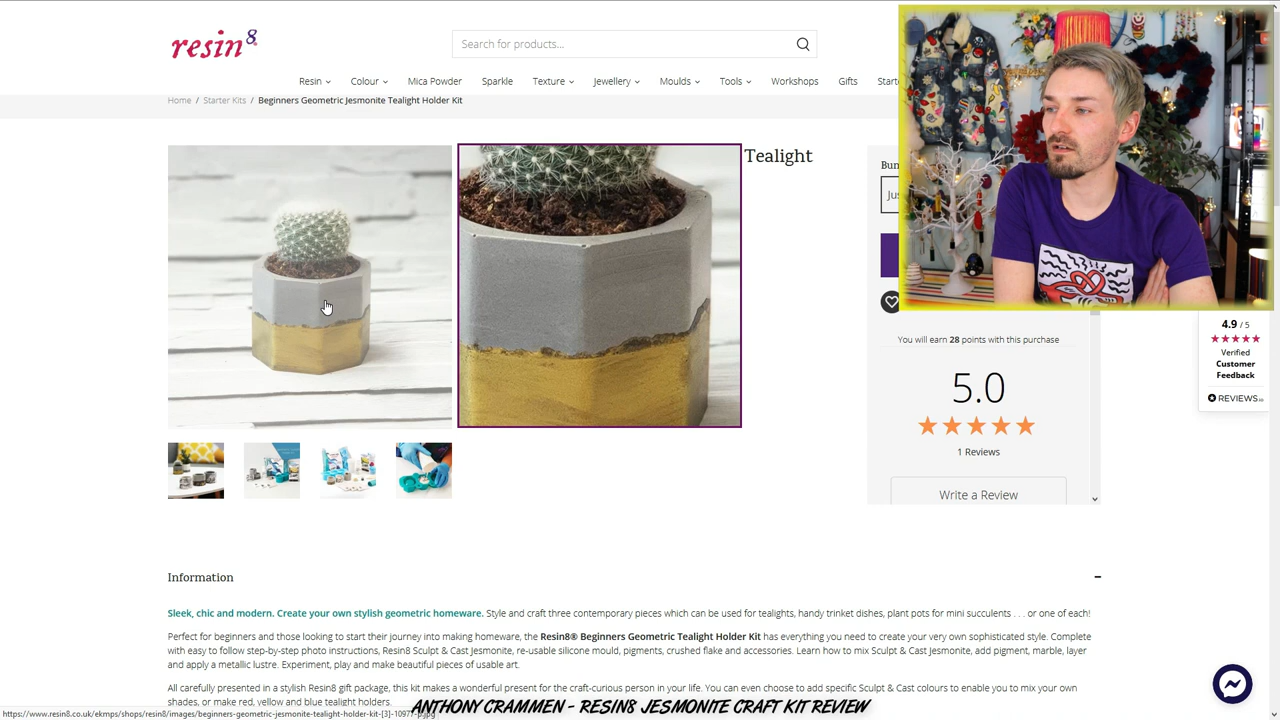 resin8
Search for products...
Resin Colour Mica Powder Sparkle Texture Jewellery Moulds Tools Workshops Gifts
Home / Starter Kits / Beginners Geometric Jesmonite Tealight Holder Kit
Tealight
You will earn 28 points with this purchase
5.0
1 Reviews
Write a Review
4.9 / 5
Verified
Customer
Feedback
REVIEWS.io
Information
Sleek, chic and modern. Create your own stylish geometric homeware. Style and craft three contemporary pieces which can be used for tealights, handy trinket dishes, plant pots for mini succulents . . . or one of each!
Perfect for beginners and those looking to start their journey into making homeware, the Resin8® Beginners Geometric Tealight Holder Kit has everything you need to create your very own sophisticated style. Complete
with easy to follow step-by-step photo instructions, Resin8 Sculpt & Cast Jesmonite, re-usable silicone mould, pigments, crushed flake and accessories. Learn how to mix Sculpt & Cast Jesmonite, add pigment, marble, layer
and apply a metallic lustre. Experiment, play and make beautiful pieces of usable art.
All carefully presented in a stylish Resin8 gift package, this kit makes a wonderful present for the craft-curious person in your life. You can even choose to add specific Sculpt & Cast colours to enable you to mix your own
shades, or make red, yellow and blue tealight holders.
ANTHONY CRAMMEN - RESIN8 JESMONITE CRAFT KIT REVIEW